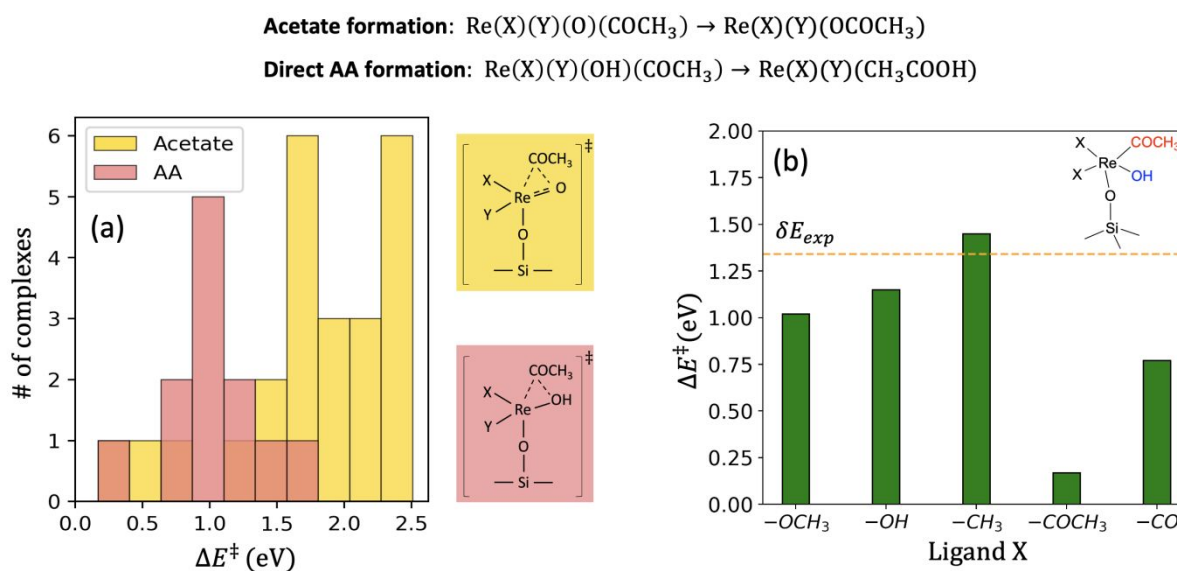 Acetate formation: Re(X)(Y)(O)(COCH₃) → Re(X)(Y)(OCOCH₃)
Direct AA formation: Re(X)(Y)(OH)(COCH₃) → Re(X)(Y)(CH₃COOH)
(a)
Acetate
AA
# of complexes
6
5
4
3
2
1
0
0.0 0.5 1.0 1.5 2.0 2.5
ΔE‡ (eV)
‡
COCH₃
X Re O
Y
O
Si
‡
COCH₃
X Re OH
Y
O
Si
(b)
δE_exp
ΔE‡ (eV)
2.00
1.75
1.50
1.25
1.00
0.75
0.50
0.25
0.00
X COCH₃
Re
X OH
O
Si
−OCH₃ −OH −CH₃ −COCH₃ −CO
Ligand X